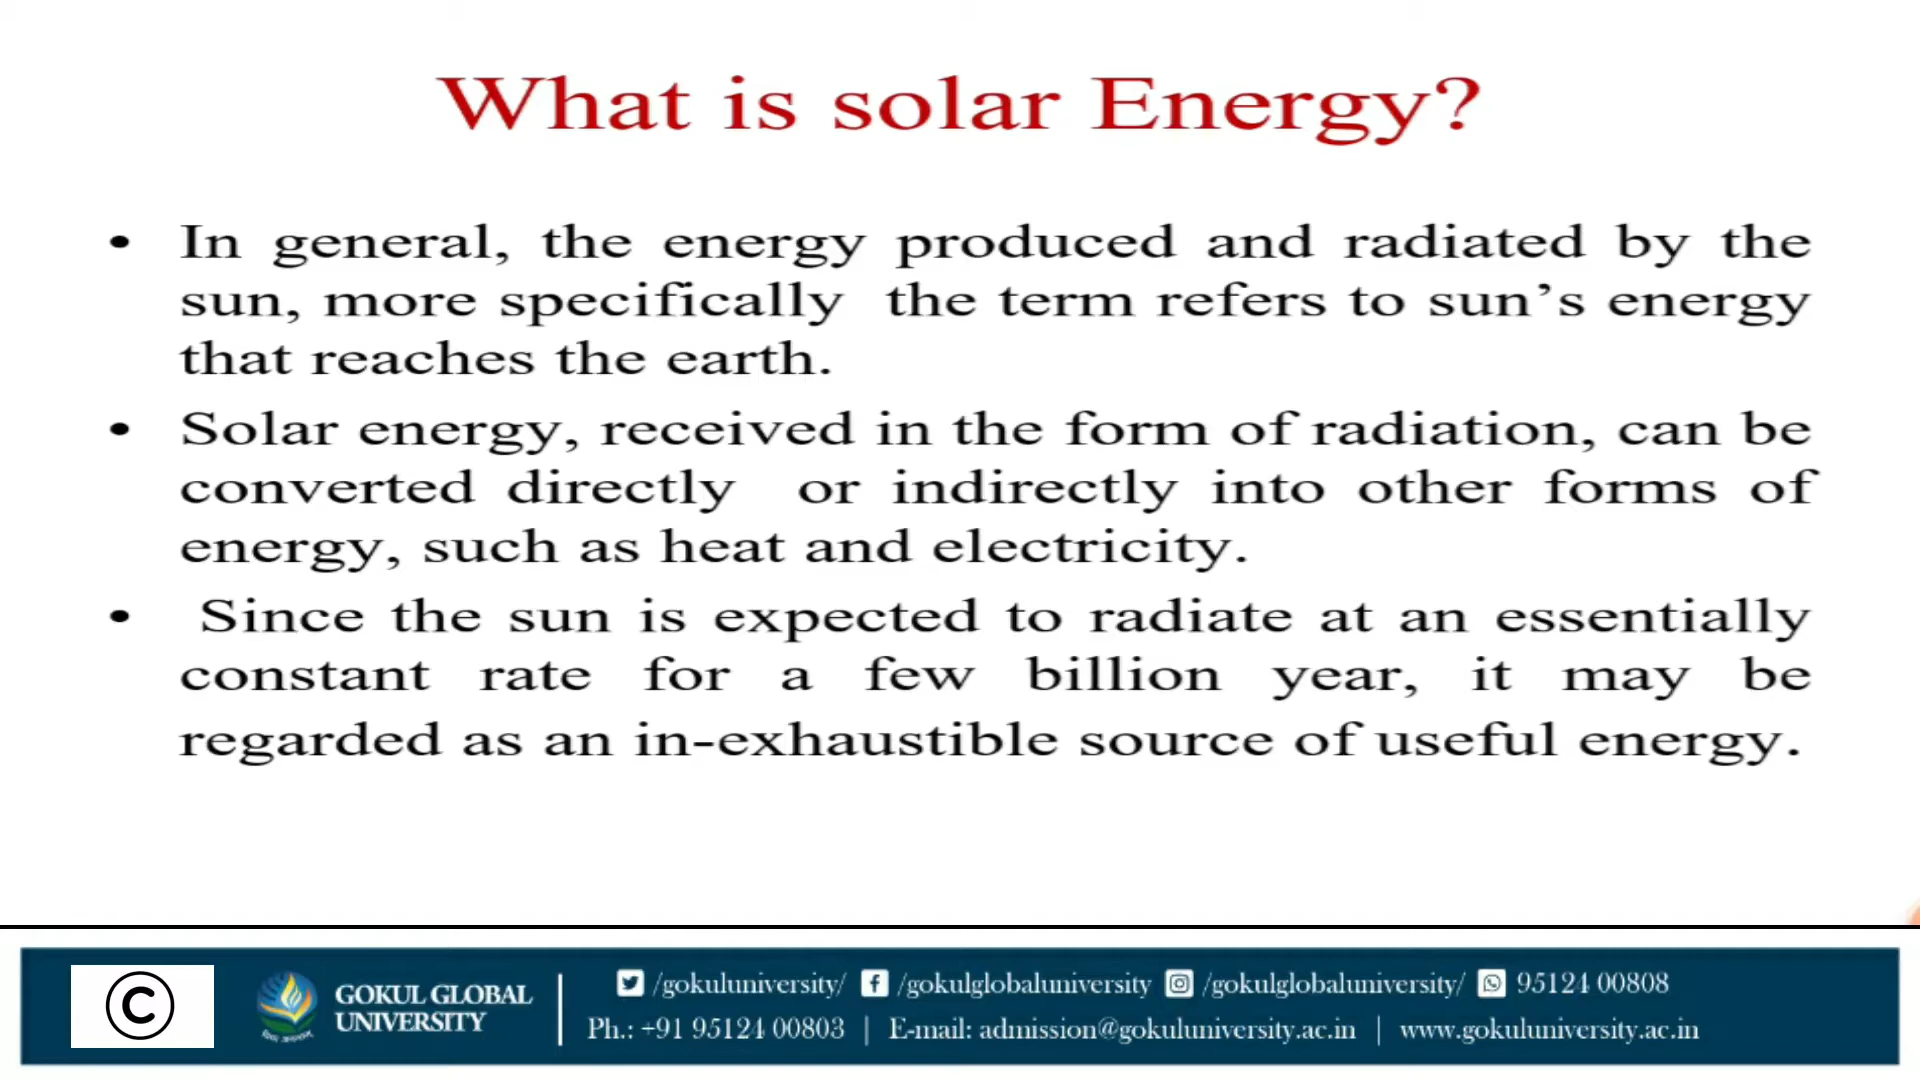 What is solar Energy?
• In general, the energy produced and radiated by the
sun, more specifically the term refers to sun’s energy
that reaches the earth.
• Solar energy, received in the form of radiation, can be
converted directly or indirectly into other forms of
energy, such as heat and electricity.
• Since the sun is expected to radiate at an essentially
constant rate for a few billion year, it may be
regarded as an in-exhaustible source of useful energy.
©
GOKUL GLOBAL
UNIVERSITY
/gokuluniversity/ /gokulglobaluniversity /gokulglobaluniversity/ 95124 00808
Ph.: +91 95124 00803 | E-mail: admission@gokuluniversity.ac.in | www.gokuluniversity.ac.in